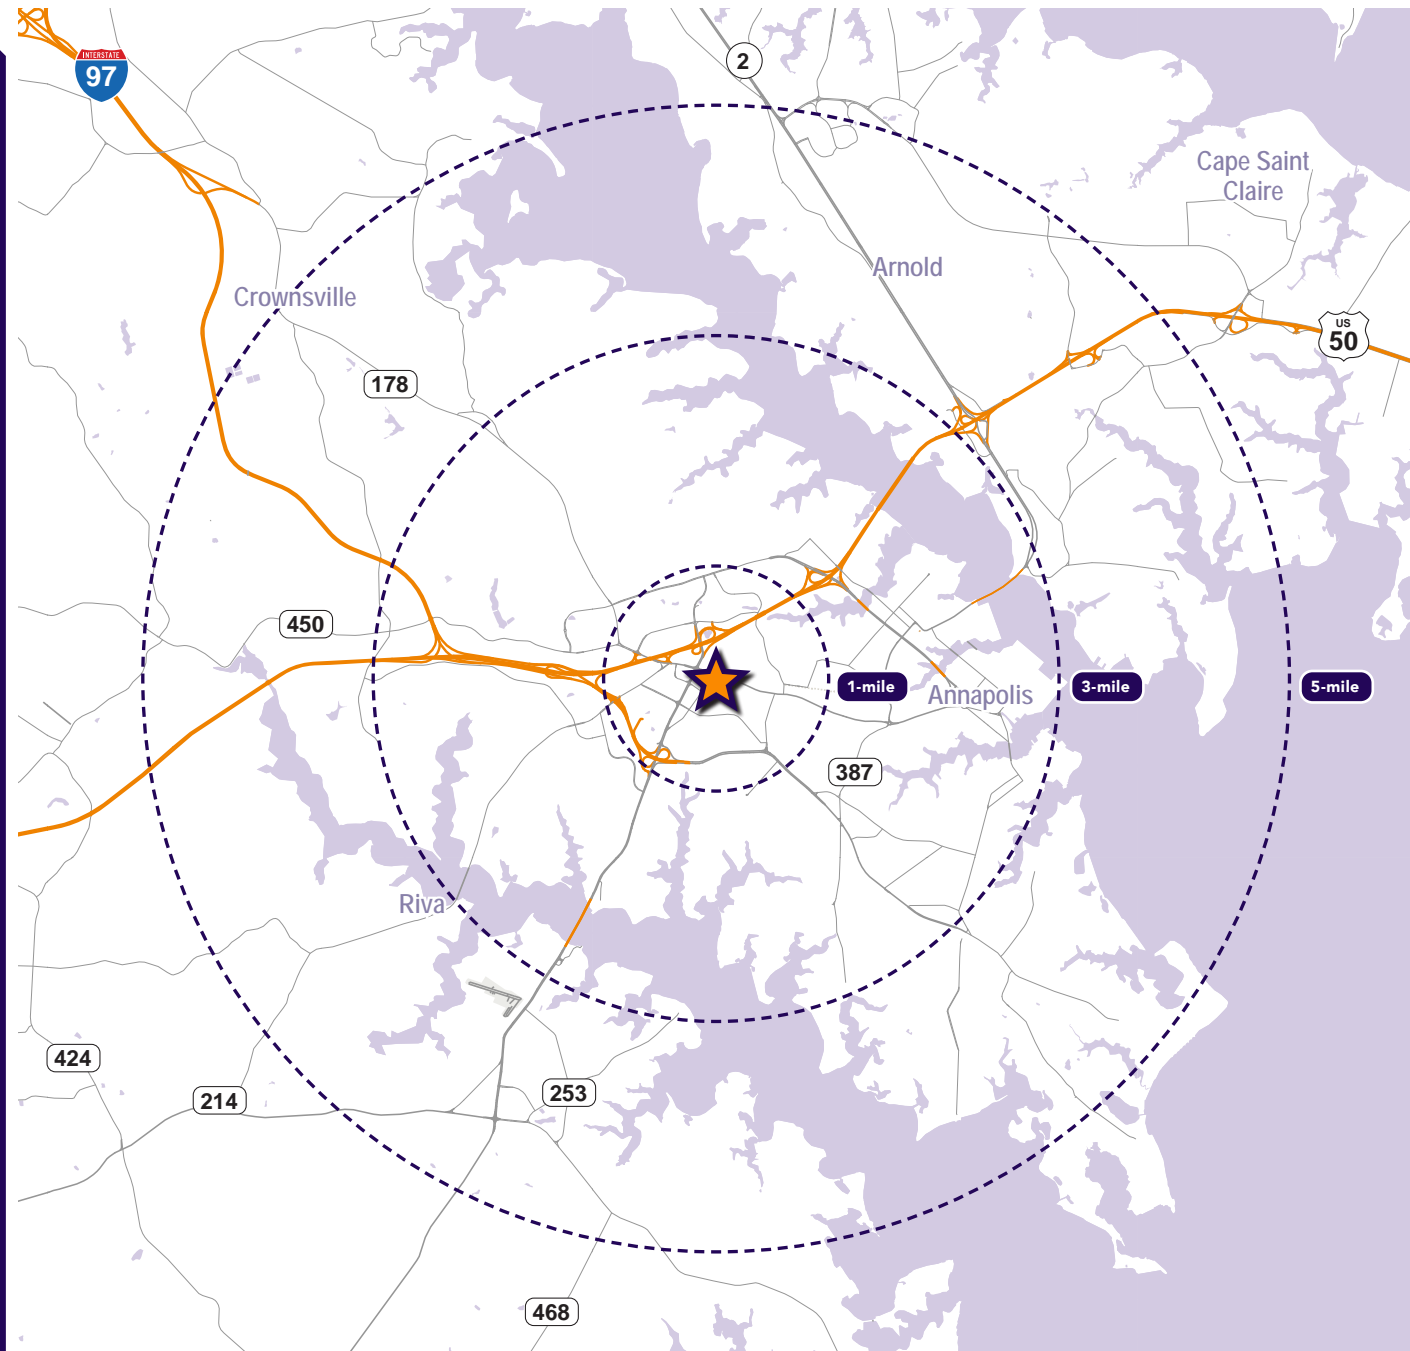 2
INTERSTATE
97
Cape Saint
Claire
Arnold
Crownsville
US
50
178
450
1-mile
3-mile
5-mile
Annapolis
387
Riva
424
214
253
468